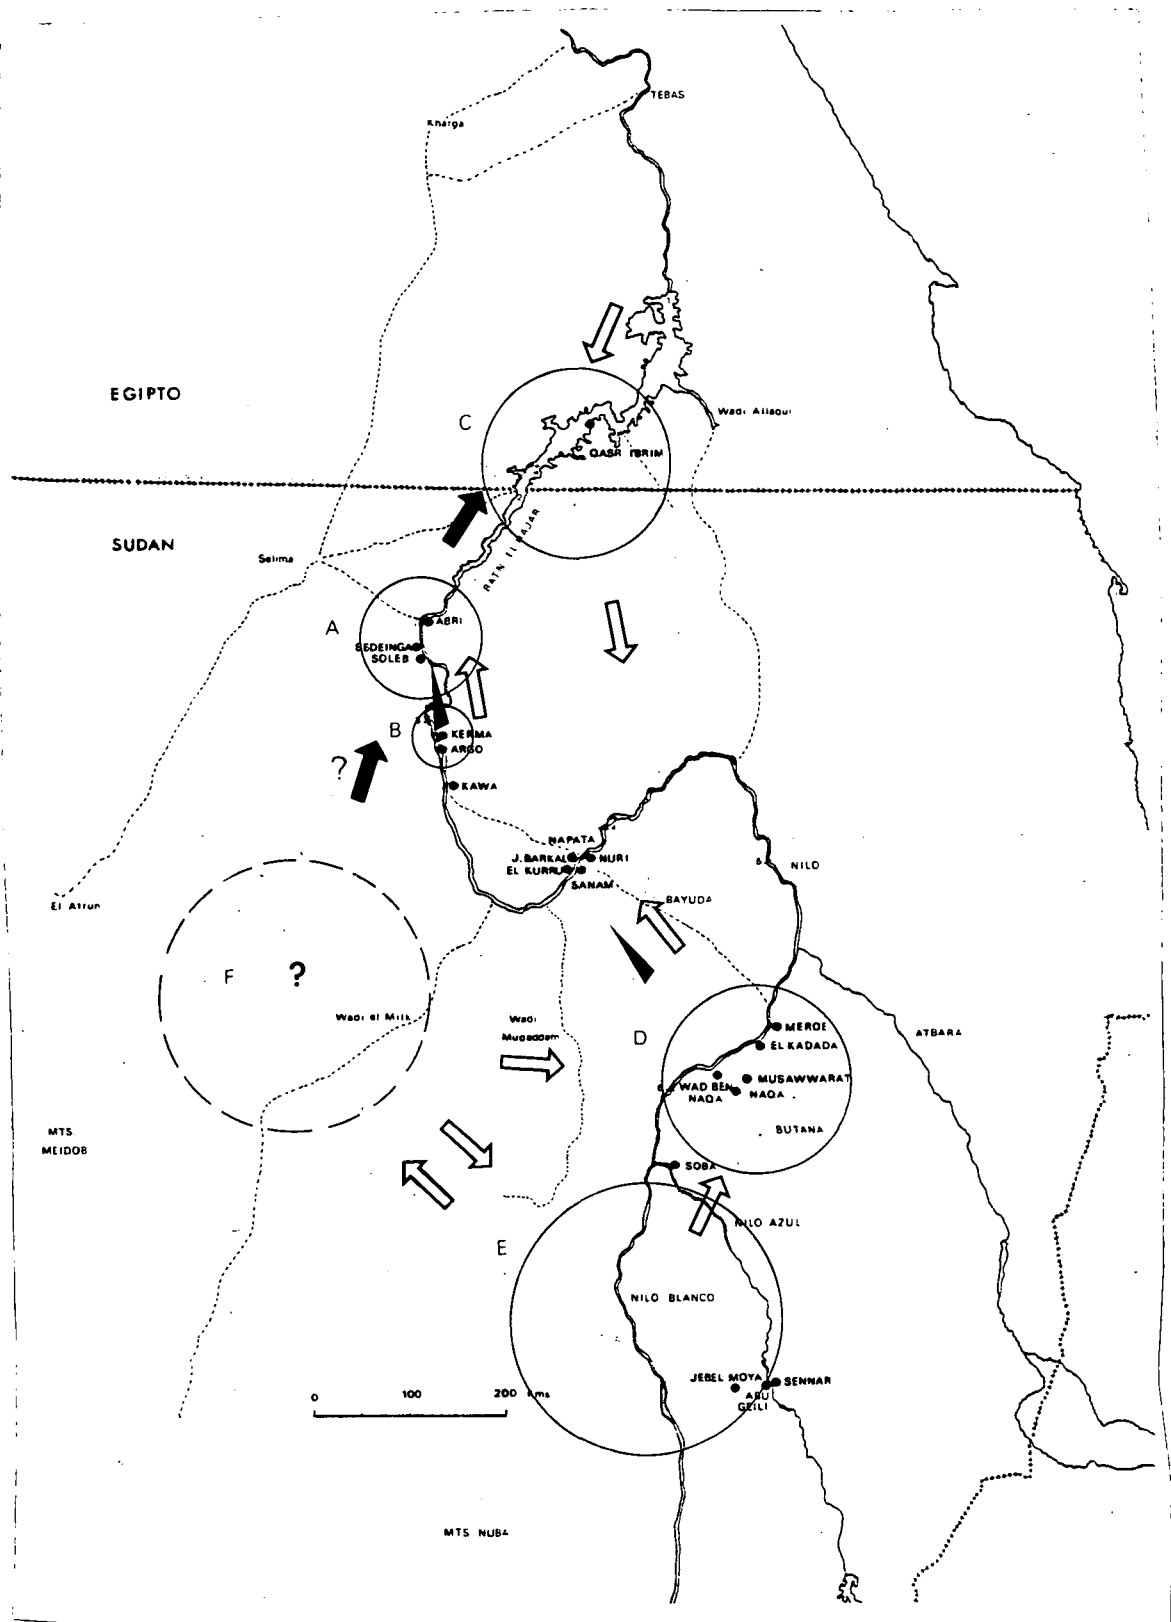 TEBAS
Kharga
EGIPTO
C
Wadi Allaqui
QASR IBRIM
SUDAN
Selima
BATN EL HAJAR
A
ABRI
SEDEINGA
SOLEB
B
KERMA
ARGO
?
KAWA
NAPATA
J. BARKAL
NURI
EL KURRU
SANAM
5
NILO
El Atrun
BAYUDA
F
?
Wadi el Milk
Wadi
Muqaddam
D
MEROE
EL KADADA
ATBARA
6
WAD BEN
NAQA
MUSAWWARAT
NAQA
BUTANA
MTS.
MEIDOB
SOBA
E
NILO AZUL
NILO BLANCO
JEBEL MOYA
SENNAR
ABU
GEILI
0 100 200 Kms
MTS NUBA